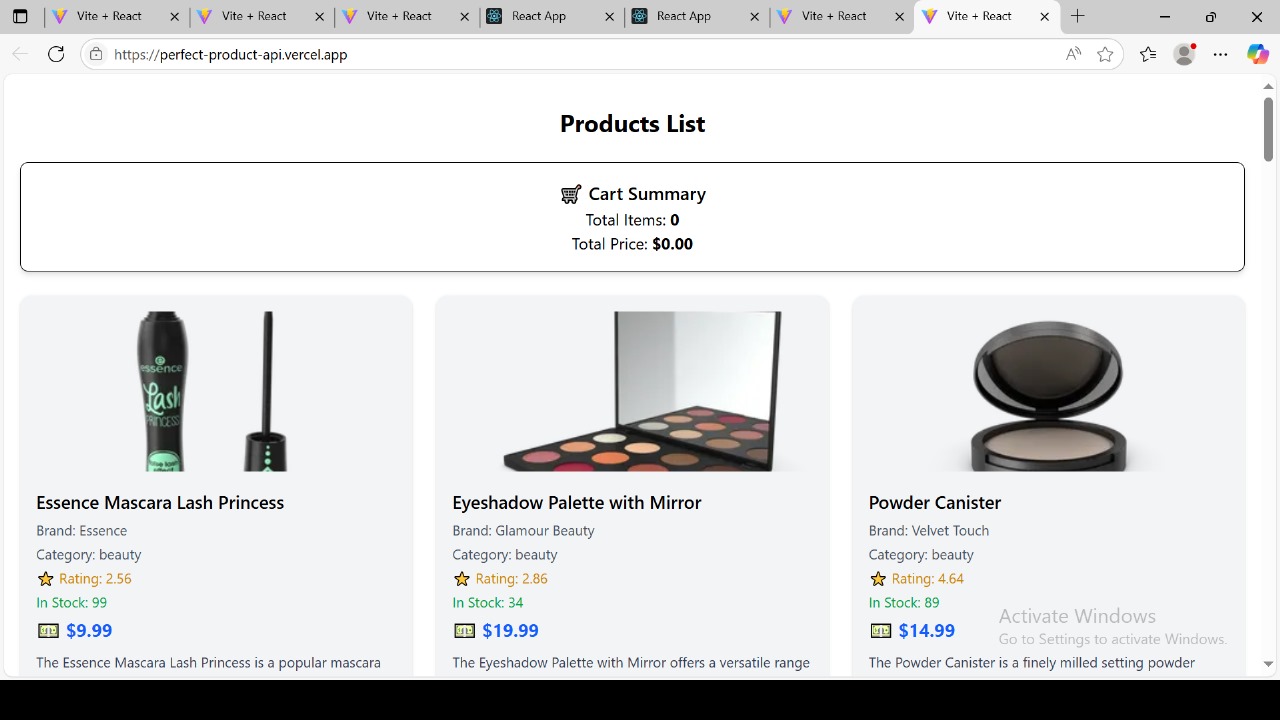 Vite + React
Vite + React
Vite + React
React App
React App
Vite + React
Vite + React
https://perfect-product-api.vercel.app
Products List
Cart Summary
Total Items: 0
Total Price: $0.00
essence
Lash
PRINCESS
Essence Mascara Lash Princess
Brand: Essence
Category: beauty
Rating: 2.56
In Stock: 99
$9.99
The Essence Mascara Lash Princess is a popular mascara
Eyeshadow Palette with Mirror
Brand: Glamour Beauty
Category: beauty
Rating: 2.86
In Stock: 34
$19.99
The Eyeshadow Palette with Mirror offers a versatile range
Powder Canister
Brand: Velvet Touch
Category: beauty
Rating: 4.64
In Stock: 89
$14.99
The Powder Canister is a finely milled setting powder
Activate Windows
Go to Settings to activate Windows.